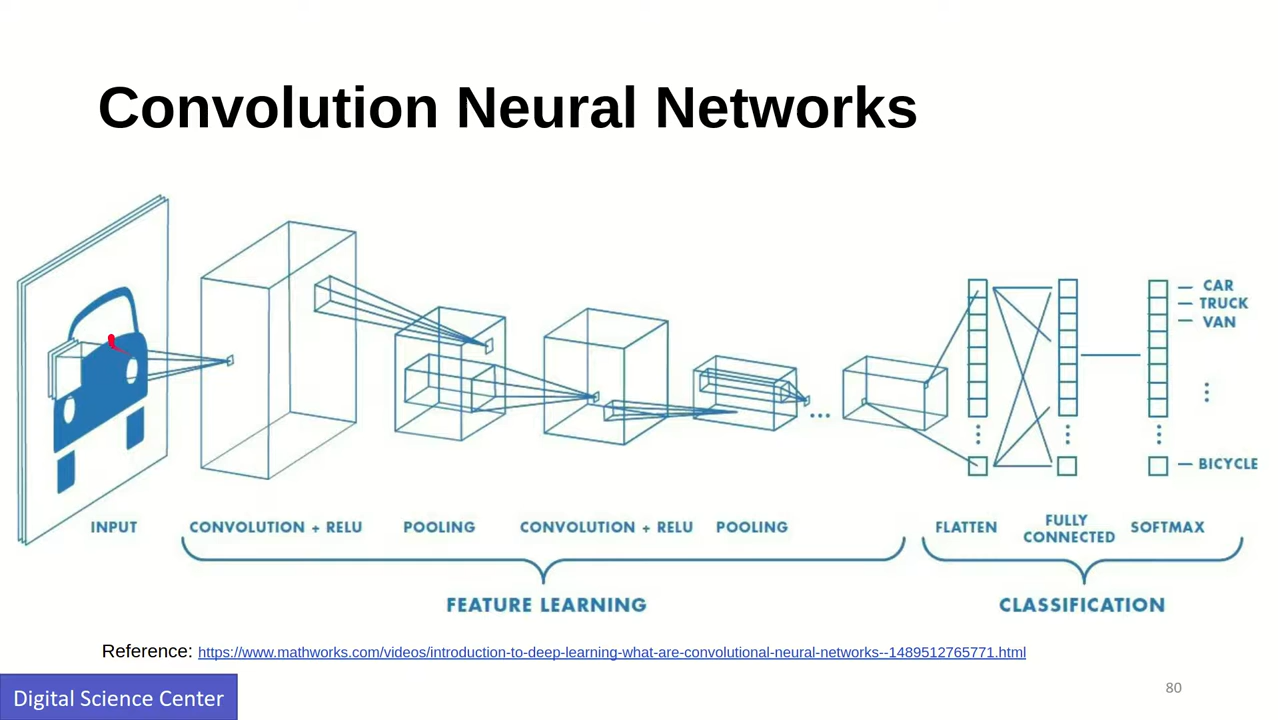 Convolution Neural Networks
CAR
TRUCK
VAN
BICYCLE
INPUT
CONVOLUTION + RELU
POOLING
CONVOLUTION + RELU
POOLING
FLATTEN
FULLY
CONNECTED
SOFTMAX
FEATURE LEARNING
CLASSIFICATION
Reference: https://www.mathworks.com/videos/introduction-to-deep-learning-what-are-convolutional-neural-networks--1489512765771.html
Digital Science Center
80